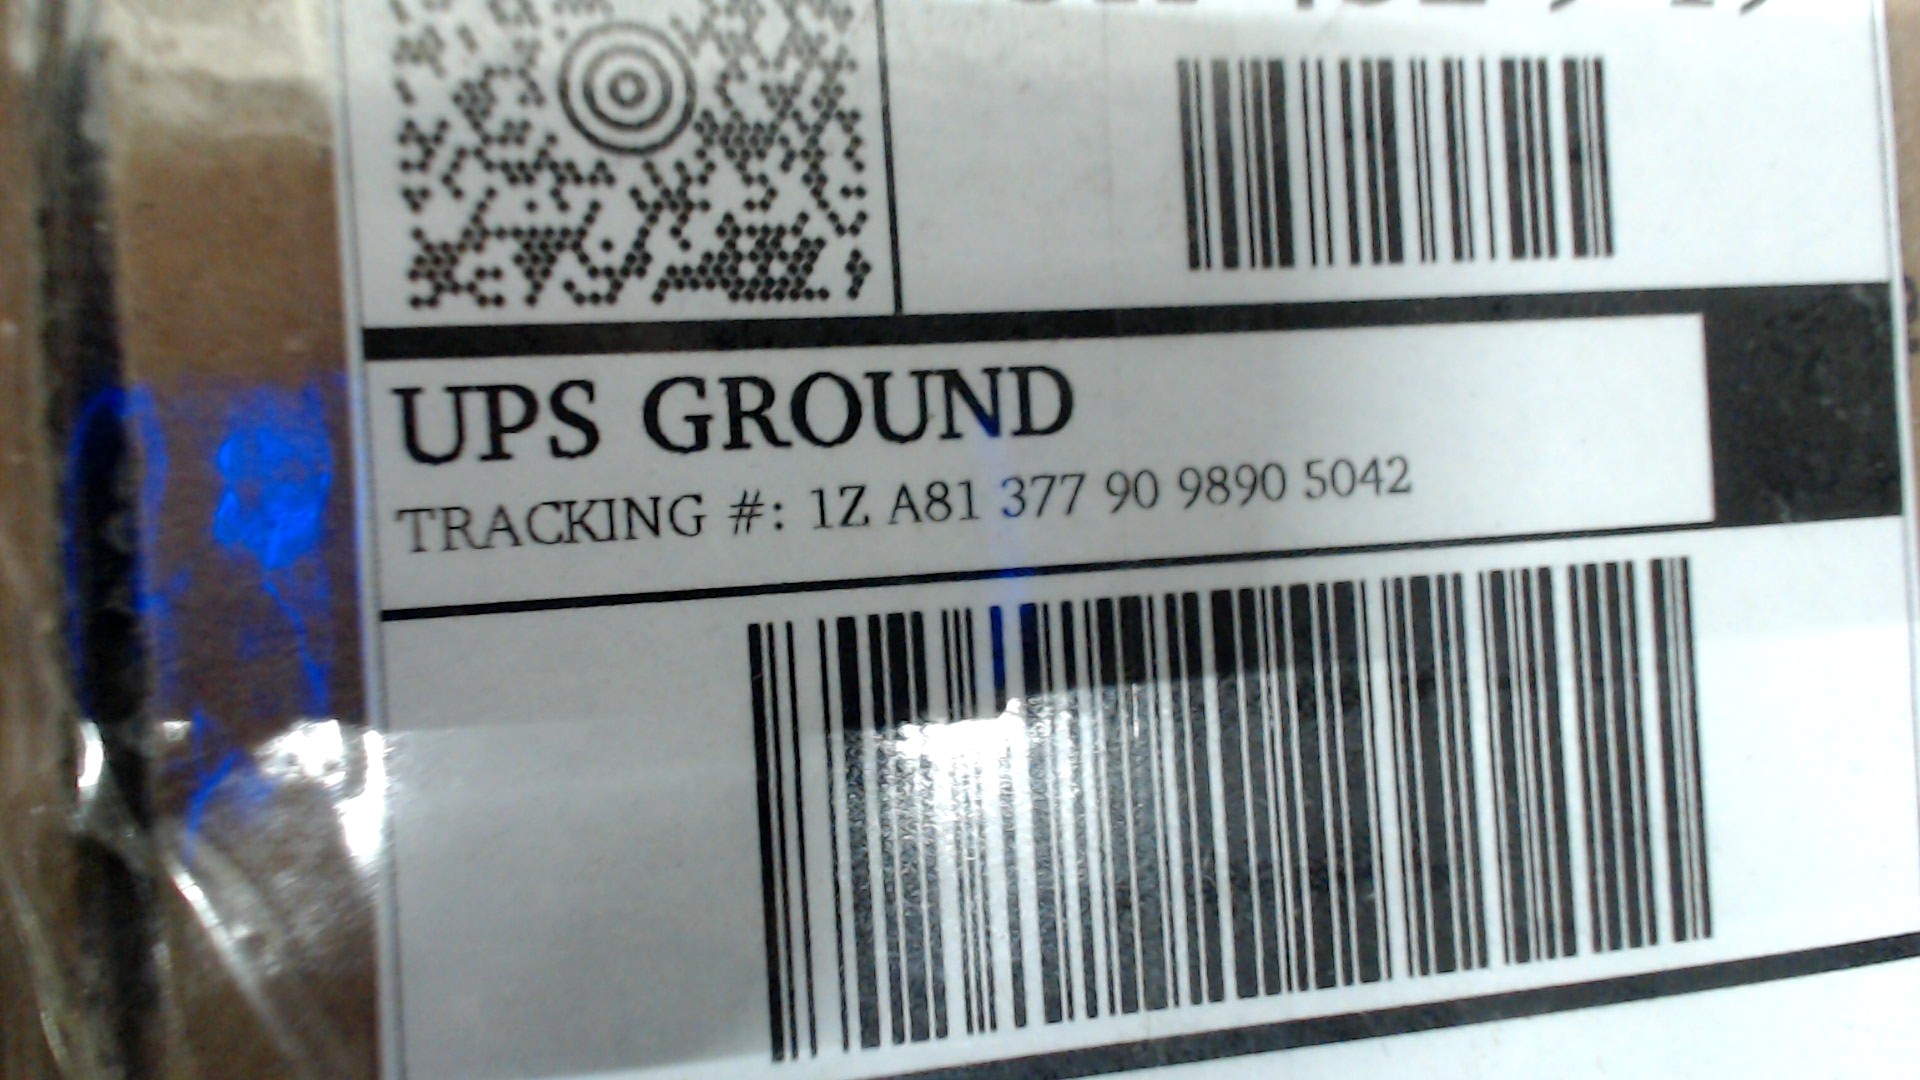 UPS GROUND
TRACKING #: 1Z A81 377 90 9890 5042